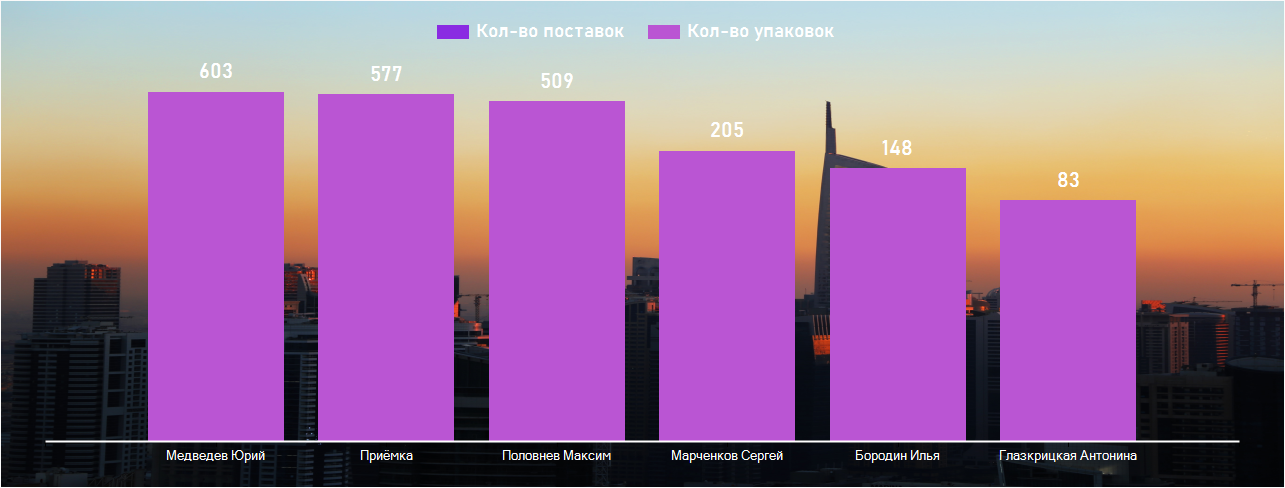 Кол-во поставок Кол-во упаковок
603 577 509 205 148 83
Медведев Юрий Приёмка Половнев Максим Марченков Сергей Бородин Илья Глазкрицкая Антонина